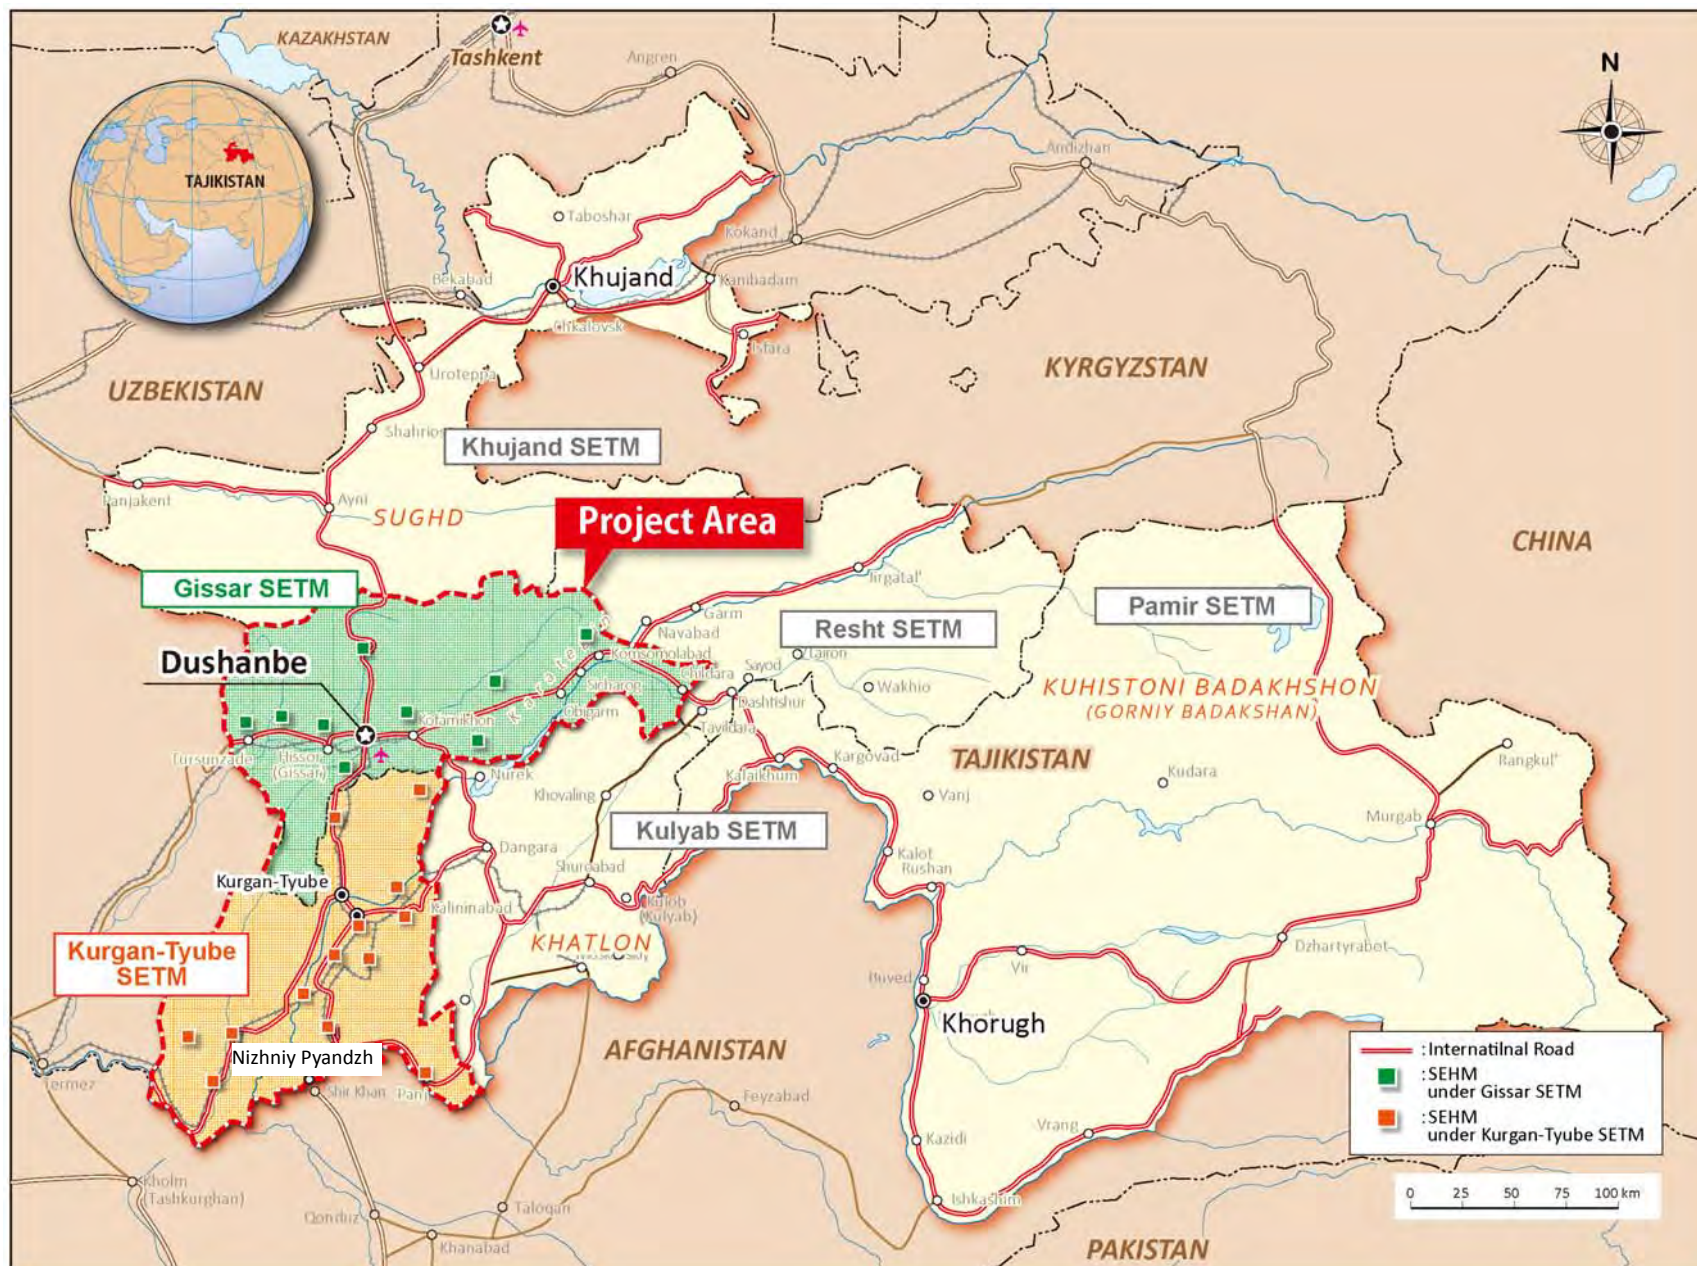 KAZAKHSTAN
Tashkent
Angren
N
TAJIKISTAN
Andizhan
Taboshar
Kokand
Bekabad
Khujand
Kanibadam
Chkalovsk
Isfara
UZBEKISTAN
Uroteppa
KYRGYZSTAN
Shahrios
Khujand SETM
Panjakent
Ayni
SUGHD
Project Area
CHINA
Gissar SETM
Jirgatal'
Pamir SETM
Garm
Navabad
Resht SETM
Dushanbe
Komsomolabad
Sayod
Lairon
Childara
Sicharog
Wakhio
KUHISTONI BADAKHSHON
(GORNIY BADAKSHAN)
Dashtishur
Obigarm
Tavildara
Kofarnikhon
Tursunzade
Hissor
(Gissar)
Nurek
Kalaikhum
Kargovad
TAJIKISTAN
Rangkul'
Khovaling
Vanj
Kudara
Murgab
Kulyab SETM
Dangara
Shuroabad
Kalot
Rushan
Kurgan-Tyube
Kalininabad
Kulob
(Kulyab)
Kurgan-Tyube
SETM
KHATLON
Dzhartyrabot
Vir
Buved
Khorugh
Nizhniy Pyandzh
AFGHANISTAN
Termez
Shir Khan
Panj
Feyzabad
Kazidi
Vrang
:Internatilnal Road
:SEHM
under Gissar SETM
:SEHM
under Kurgan-Tyube SETM
Kholm
(Tashkurghan)
Qonduz
Taloqan
Khanabad
Ishkashim
0 25 50 75 100 km
PAKISTAN